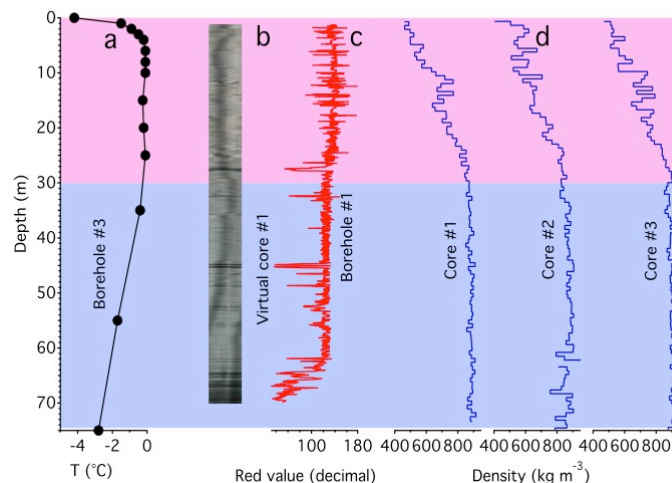 0
10
20
30
40
50
60
70
Depth (m)
a
b
c
d
Borehole #3
Virtual core #1
Borehole #1
Core #1
Core #2
Core #3
-4 -2 0
100 180
400 600 800
400 600 800
400 600 800
T (°C)
Red value (decimal)
Density (kg m⁻³)